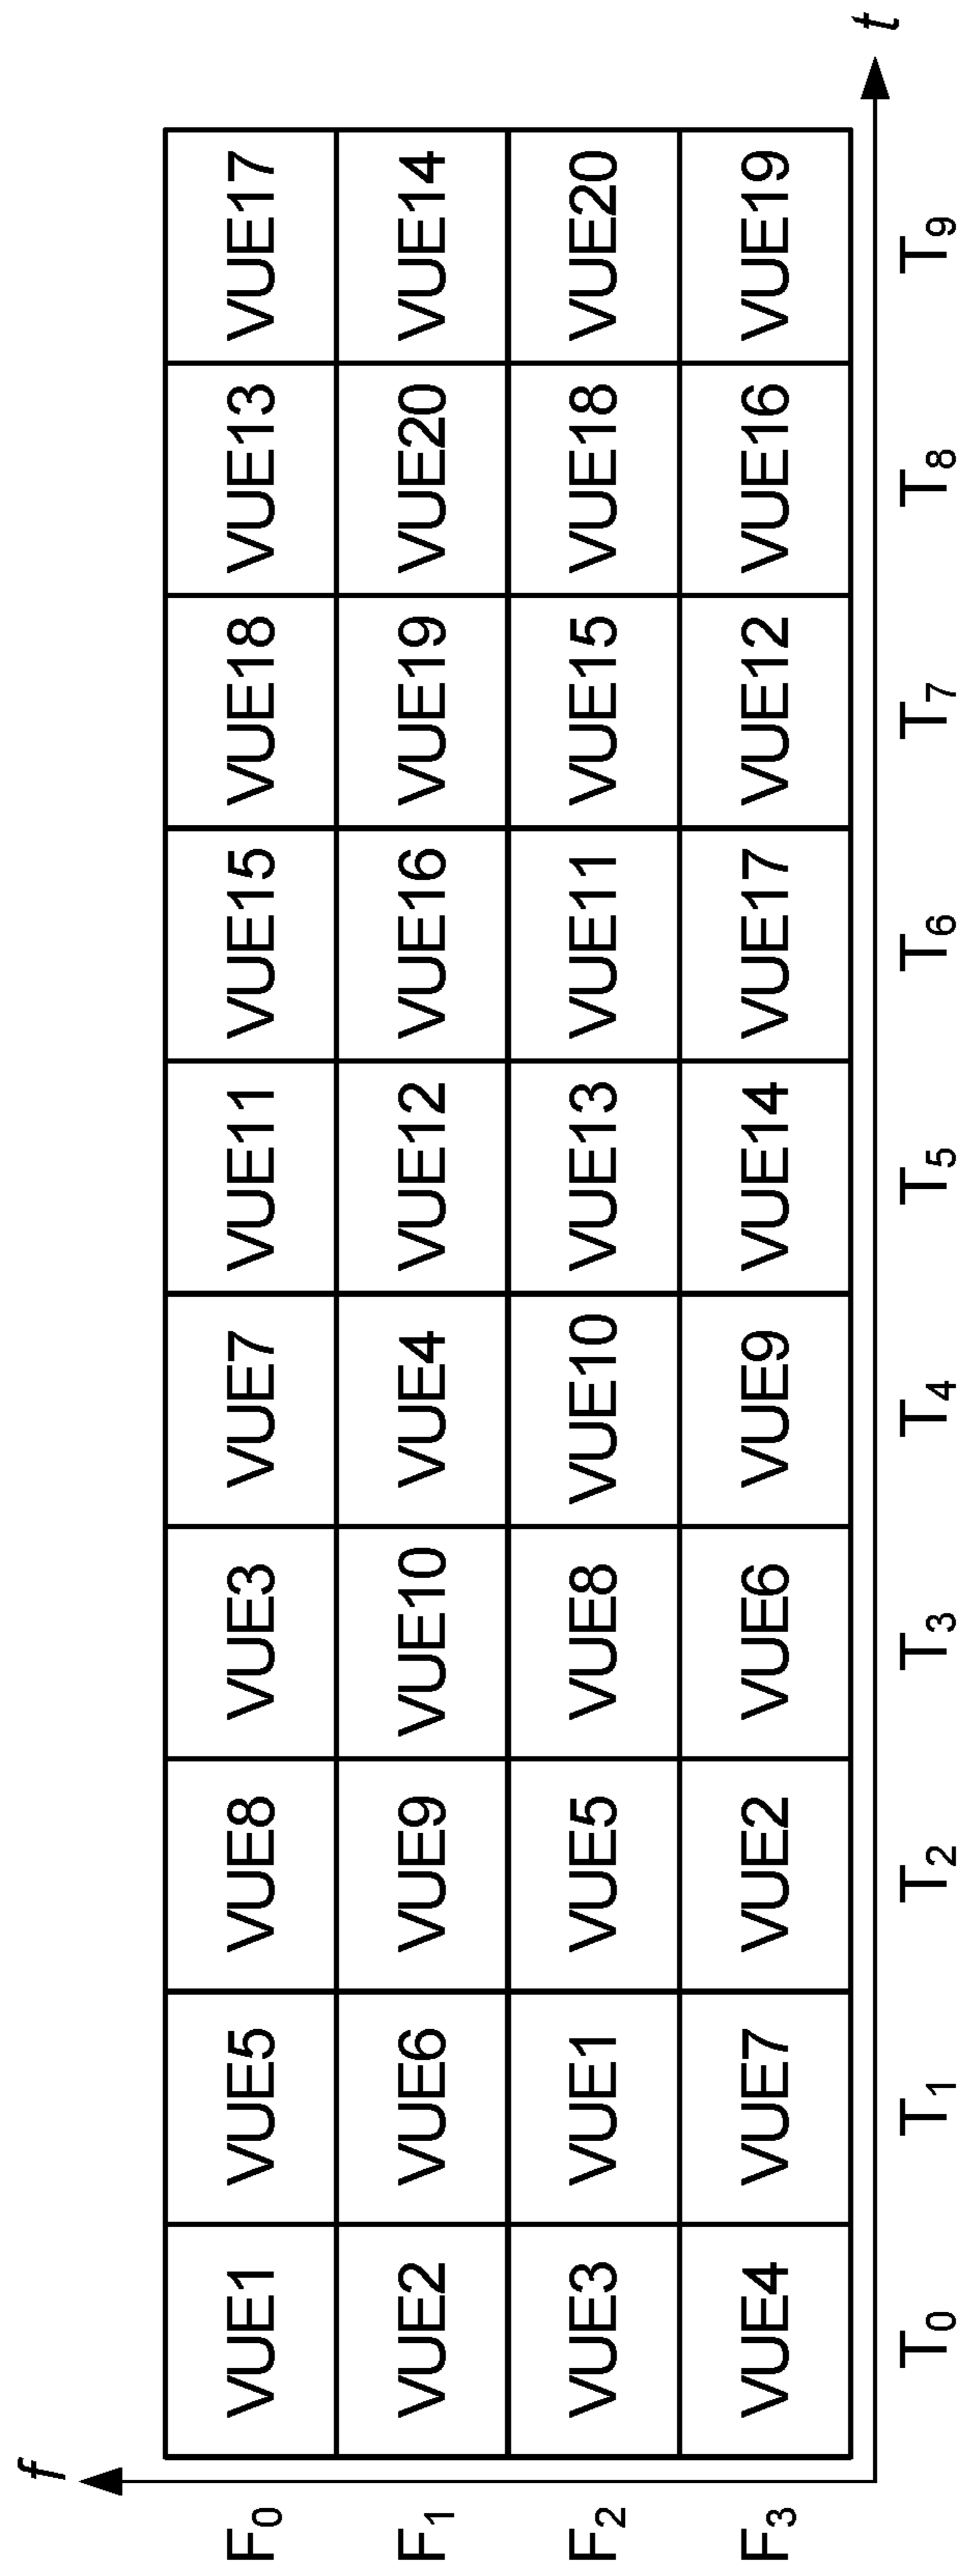 f
F0 VUE1 VUE5 VUE8 VUE3 VUE7 VUE11 VUE15 VUE18 VUE13 VUE17
F1 VUE2 VUE6 VUE9 VUE10 VUE4 VUE12 VUE16 VUE19 VUE20 VUE14
F2 VUE3 VUE1 VUE5 VUE8 VUE10 VUE13 VUE11 VUE15 VUE18 VUE20
F3 VUE4 VUE7 VUE2 VUE6 VUE9 VUE14 VUE17 VUE12 VUE16 VUE19
t
T0 T1 T2 T3 T4 T5 T6 T7 T8 T9